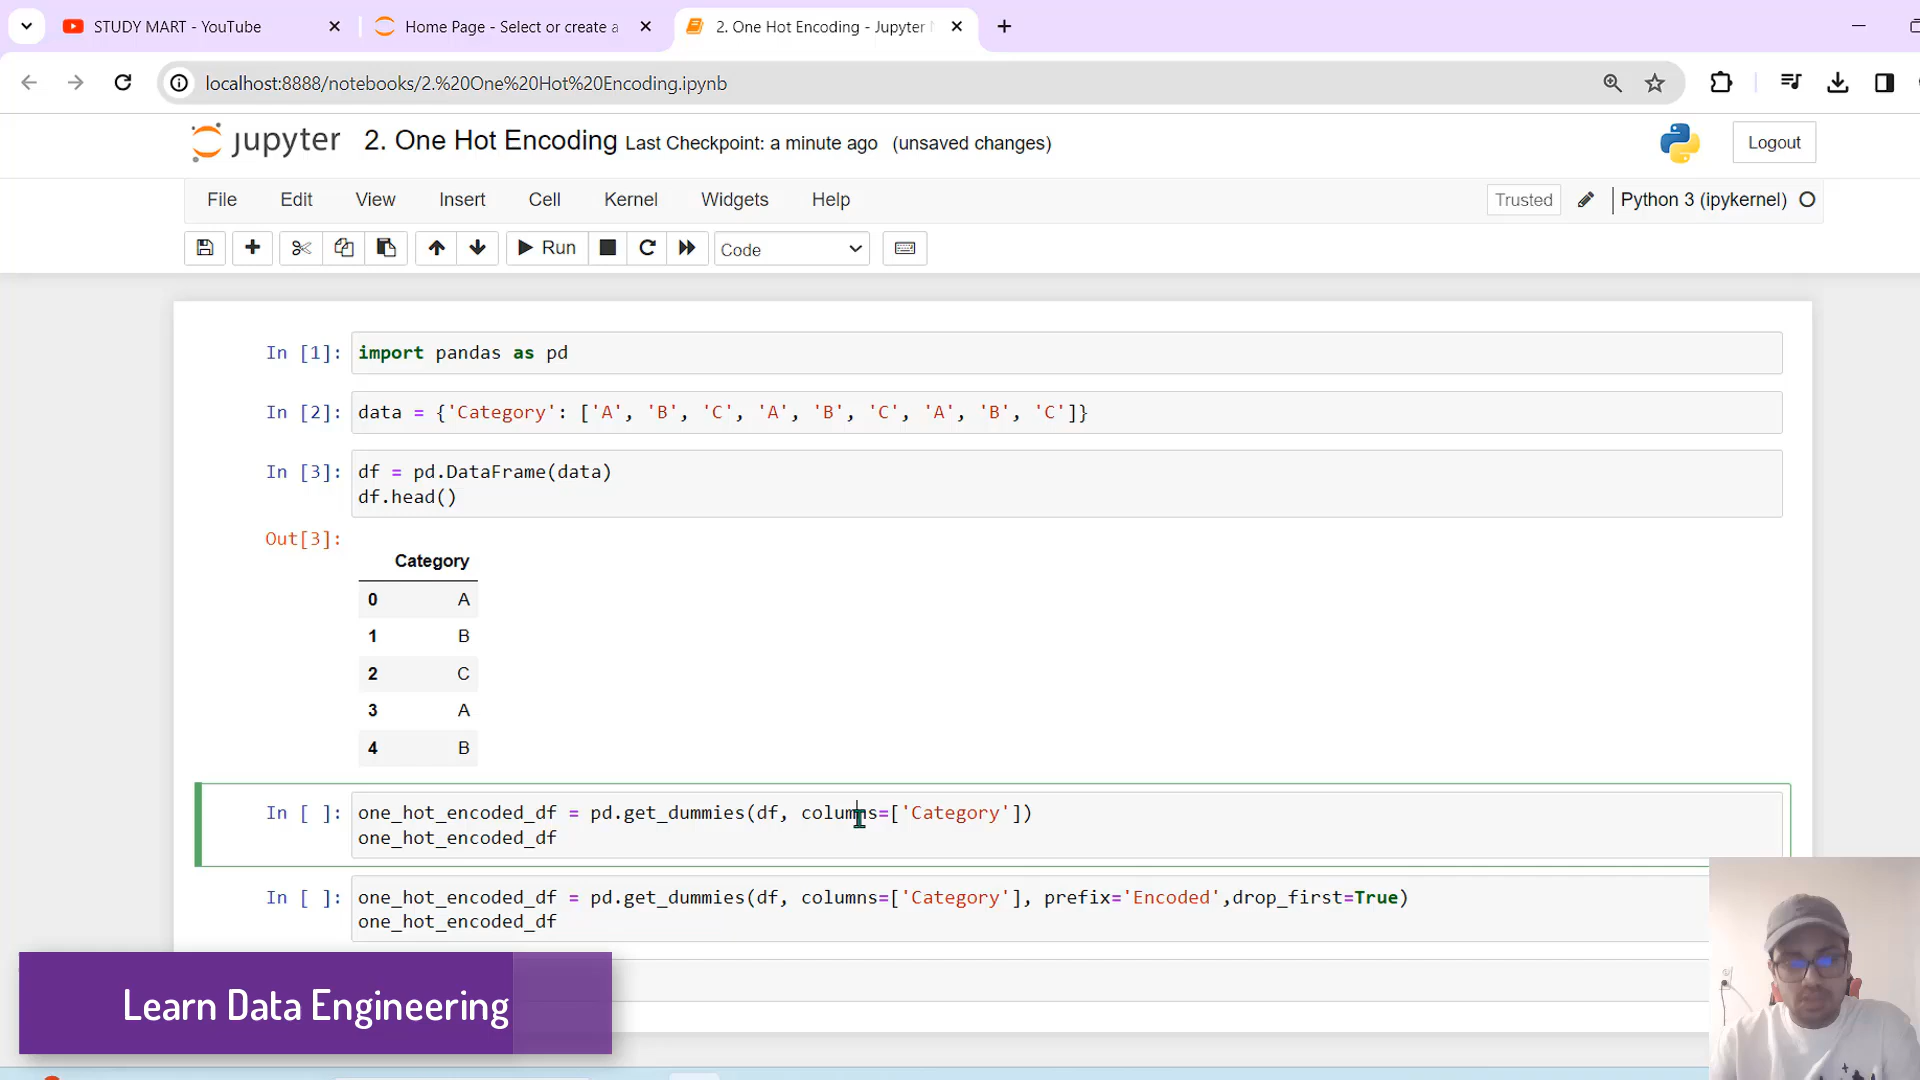 STUDY MART - YouTube
Home Page - Select or create a
2. One Hot Encoding - Jupyter
localhost:8888/notebooks/2.%20One%20Hot%20Encoding.ipynb
jupyter 2. One Hot Encoding Last Checkpoint: a minute ago (unsaved changes)
Logout
File Edit View Insert Cell Kernel Widgets Help
Trusted Python 3 (ipykernel)
Run Code
In [1]: import pandas as pd
In [2]: data = {'Category': ['A', 'B', 'C', 'A', 'B', 'C', 'A', 'B', 'C']}
In [3]: df = pd.DataFrame(data)
df.head()
Out[3]:
Category
0 A
1 B
2 C
3 A
4 B
In [ ]: one_hot_encoded_df = pd.get_dummies(df, columns=['Category'])
one_hot_encoded_df
In [ ]: one_hot_encoded_df = pd.get_dummies(df, columns=['Category'], prefix='Encoded',drop_first=True)
one_hot_encoded_df
Learn Data Engineering